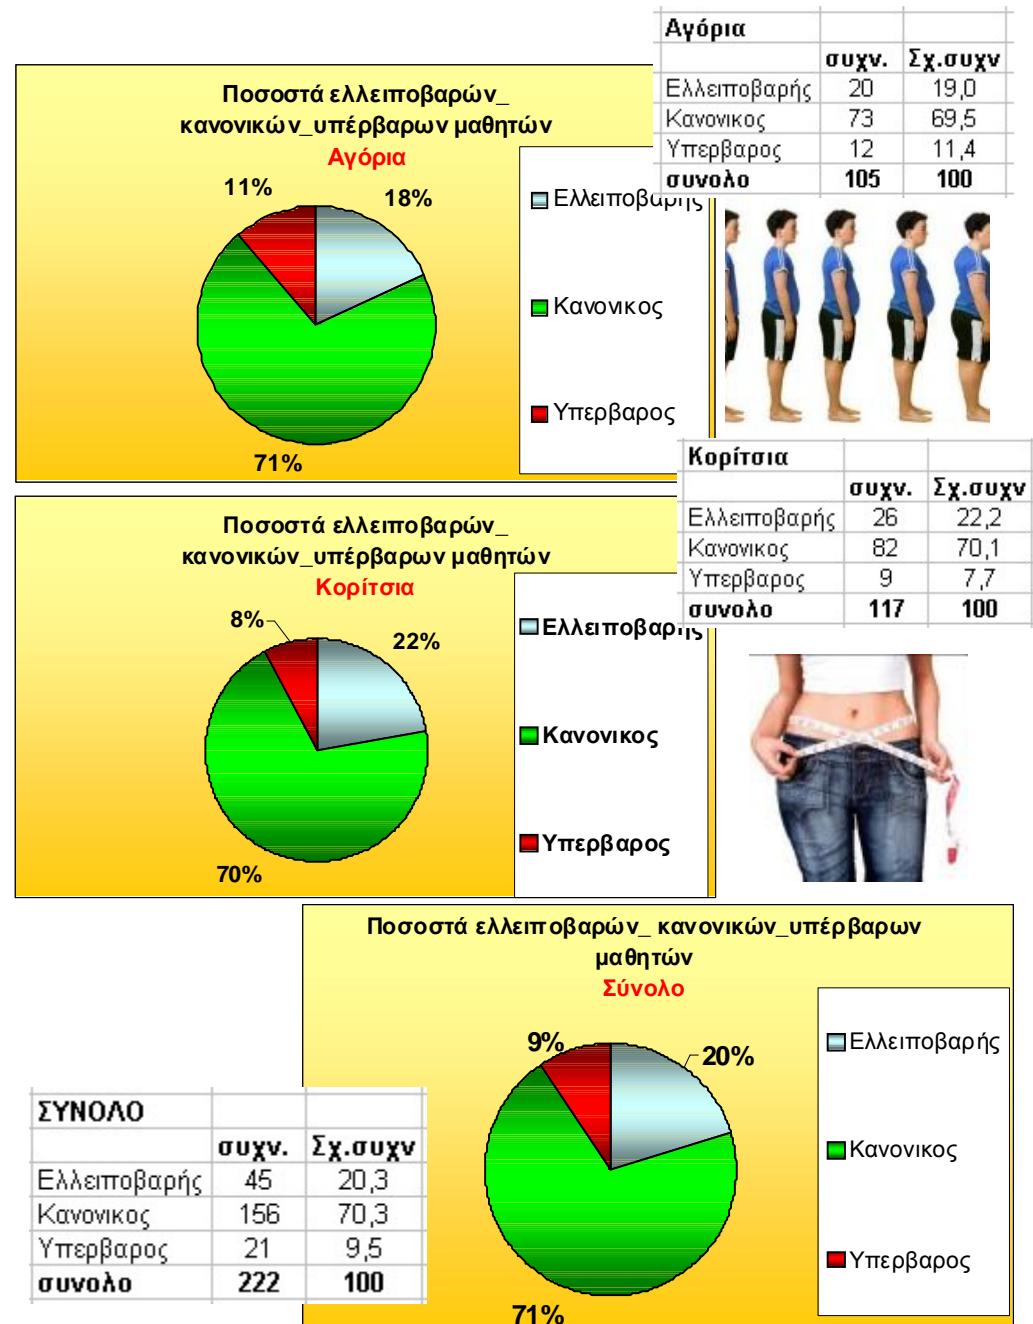 Αγόρια
συχν. Σχ.συχν
Ελλειποβαρής 20 19,0
Κανονικος 73 69,5
Υπερβαρος 12 11,4
συνολο 105 100
Ποσοστά ελλειποβαρών_
κανονικών_υπέρβαρων μαθητών
Αγόρια
11%
18%
71%
Ελλειποβαρής
Κανονικος
Υπερβαρος
Κορίτσια
συχν. Σχ.συχν
Ελλειποβαρής 26 22,2
Κανονικος 82 70,1
Υπερβαρος 9 7,7
συνολο 117 100
Ποσοστά ελλειποβαρών_
κανονικών_υπέρβαρων μαθητών
Κορίτσια
8%
22%
70%
Ελλειποβαρής
Κανονικος
Υπερβαρος
Ποσοστά ελλειποβαρών_ κανονικών_υπέρβαρων
μαθητών
Σύνολο
9%
20%
71%
Ελλειποβαρής
Κανονικος
Υπερβαρος
ΣΥΝΟΛΟ
συχν. Σχ.συχν
Ελλειποβαρής 45 20,3
Κανονικος 156 70,3
Υπερβαρος 21 9,5
συνολο 222 100